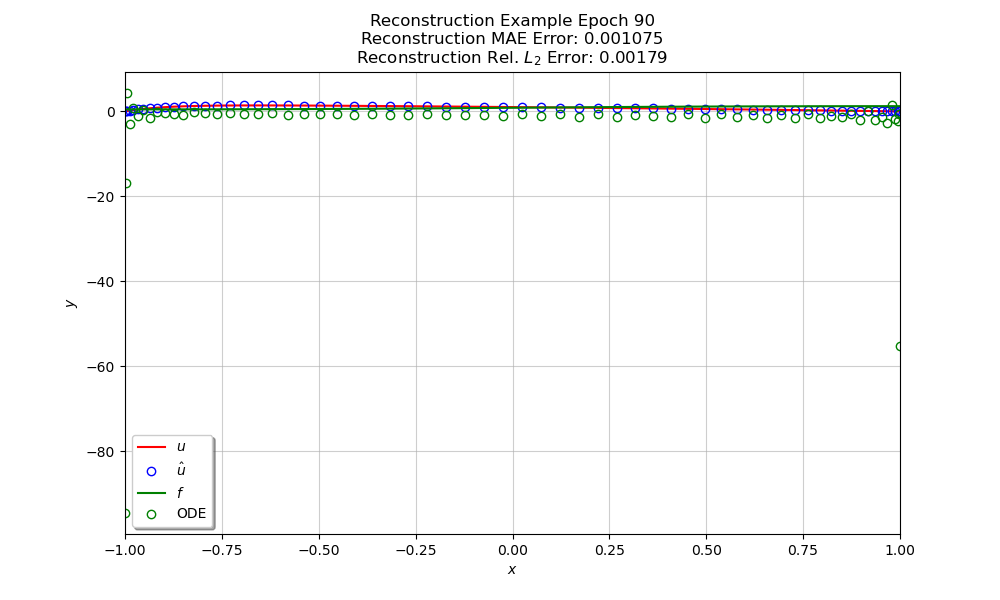 Reconstruction Example Epoch 90
Reconstruction MAE Error: 0.001075
Reconstruction Rel. L₂ Error: 0.00179
0
−20
−40
−60
−80
y
u
û
f
ODE
−1.00 −0.75 −0.50 −0.25 0.00 0.25 0.50 0.75 1.00
x